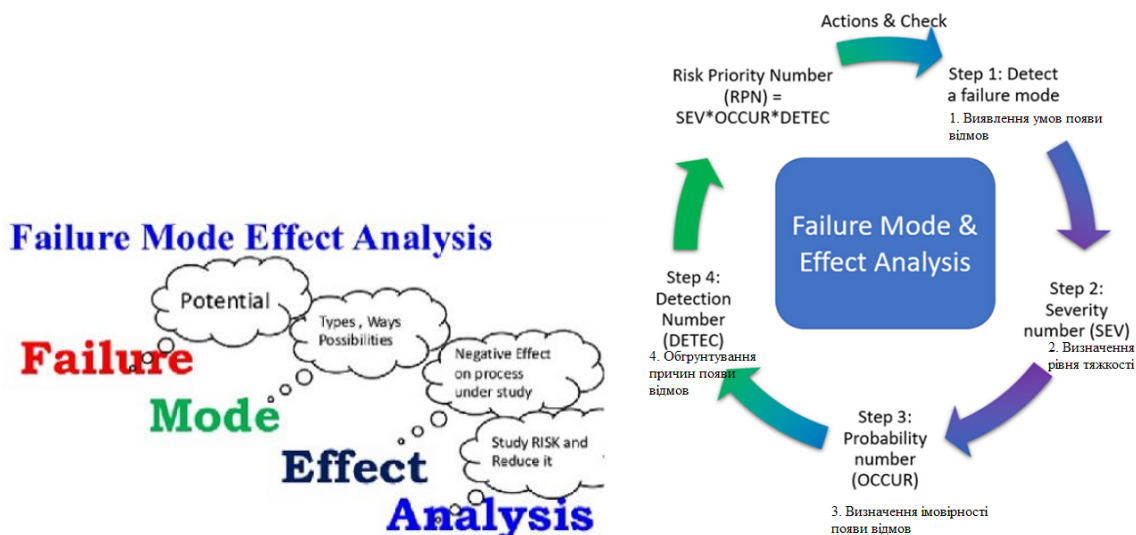 Failure Mode Effect Analysis
Potential
Failure
Types , Ways
Possibilities
Mode
Negative Effect
on process
under study
Effect
Study RISK and
Reduce it
Analysis
Actions & Check
Risk Priority Number
(RPN) =
SEV*OCCUR*DETEC
Step 1: Detect
a failure mode
1. Виявлення умов появи
відмов
Failure Mode &
Effect Analysis
Step 2:
Severity
number (SEV)
2. Визначення
рівня тяжкості
Step 3:
Probability
number
(OCCUR)
3. Визначення імовірності
появи відмов
Step 4:
Detection
Number
(DETEC)
4. Обгрунтування
причин появи
відмов